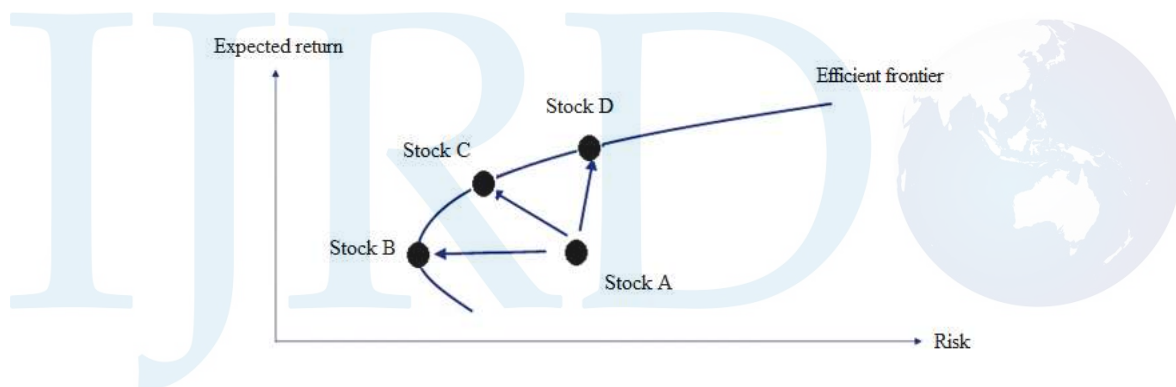 IJRD
Expected return
Efficient frontier
Stock D
Stock C
Stock B
Stock A
Risk